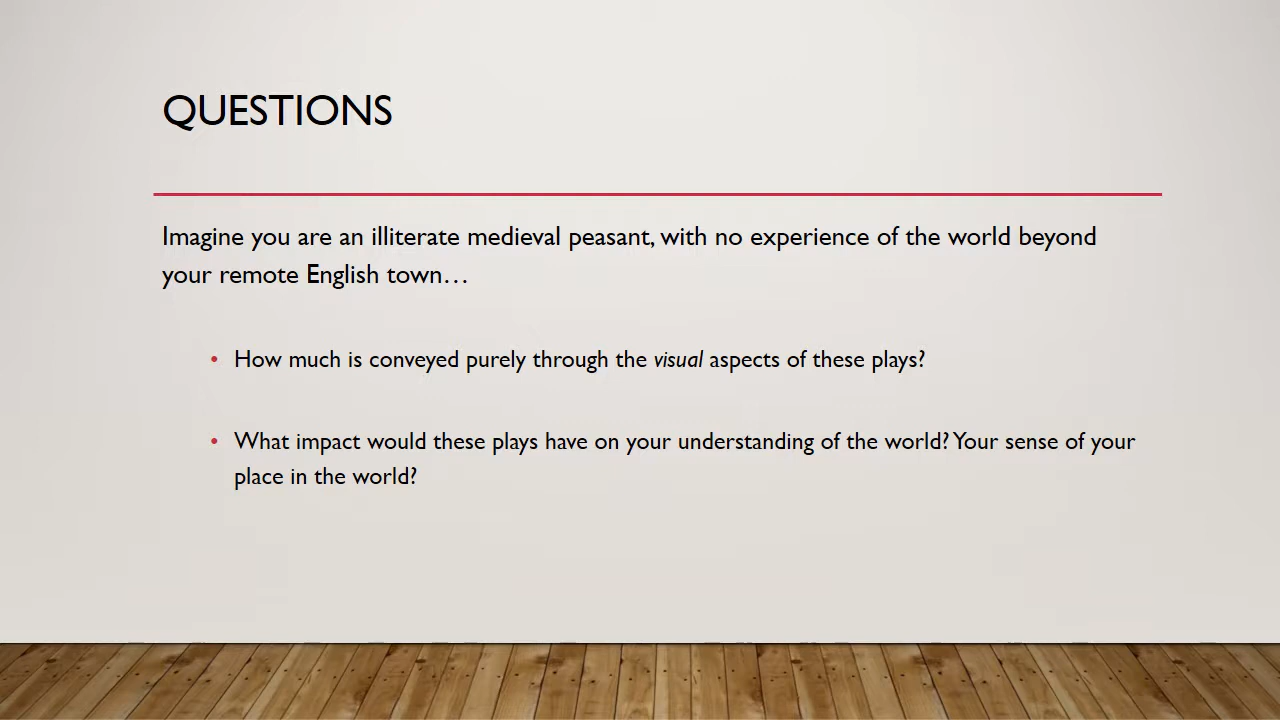 QUESTIONS
Imagine you are an illiterate medieval peasant, with no experience of the world beyond
your remote English town…
• How much is conveyed purely through the visual aspects of these plays?
• What impact would these plays have on your understanding of the world? Your sense of your
place in the world?